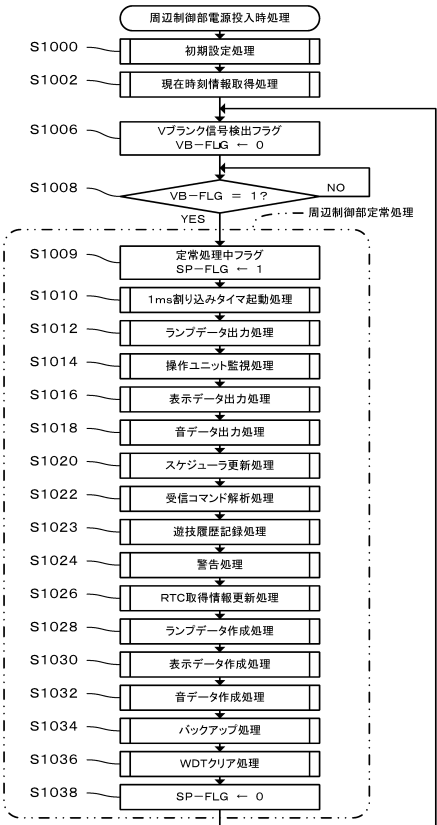 周辺制御部電源投入時処理
S1000
初期設定処理
S1002
現在時刻情報取得処理
S1006
Vブランク信号検出フラグ
VB-FLG ← 0
S1008
VB-FLG = 1?
NO
YES
周辺制御部定常処理
S1009
定常処理中フラグ
SP-FLG ← 1
S1010
1ms割り込みタイマ起動処理
S1012
ランプデータ出力処理
S1014
操作ユニット監視処理
S1016
表示データ出力処理
S1018
音データ出力処理
S1020
スケジューラ更新処理
S1022
受信コマンド解析処理
S1023
遊技履歴記録処理
S1024
警告処理
S1026
RTC取得情報更新処理
S1028
ランプデータ作成処理
S1030
表示データ作成処理
S1032
音データ作成処理
S1034
バックアップ処理
S1036
WDTクリア処理
S1038
SP-FLG ← 0